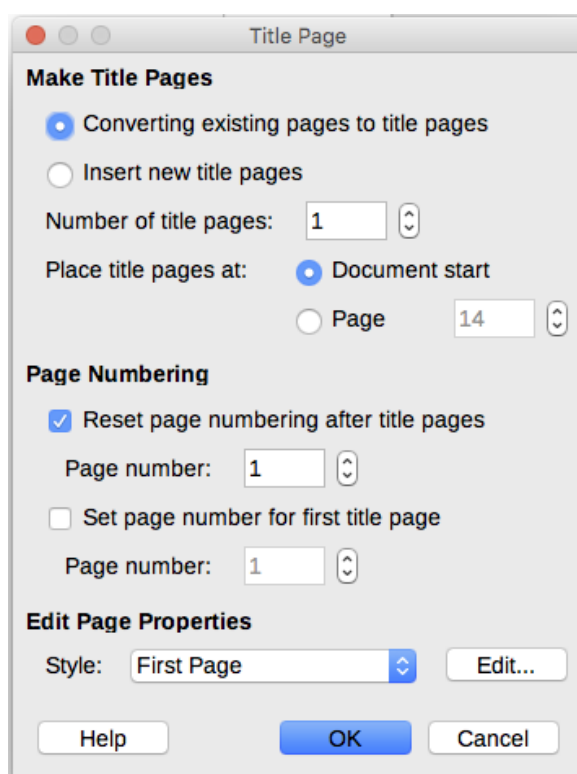 Title Page
Make Title Pages
Converting existing pages to title pages
Insert new title pages
Number of title pages: 1
Place title pages at: Document start
Page 14
Page Numbering
Reset page numbering after title pages
Page number: 1
Set page number for first title page
Page number: 1
Edit Page Properties
Style: First Page Edit...
Help OK Cancel